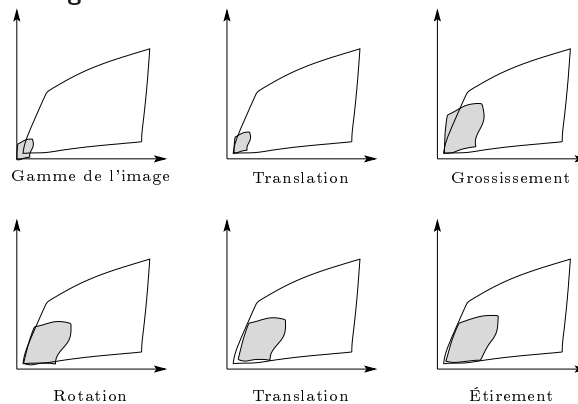 Gamme de l'image
Translation
Grossissement
Rotation
Translation
Étirement